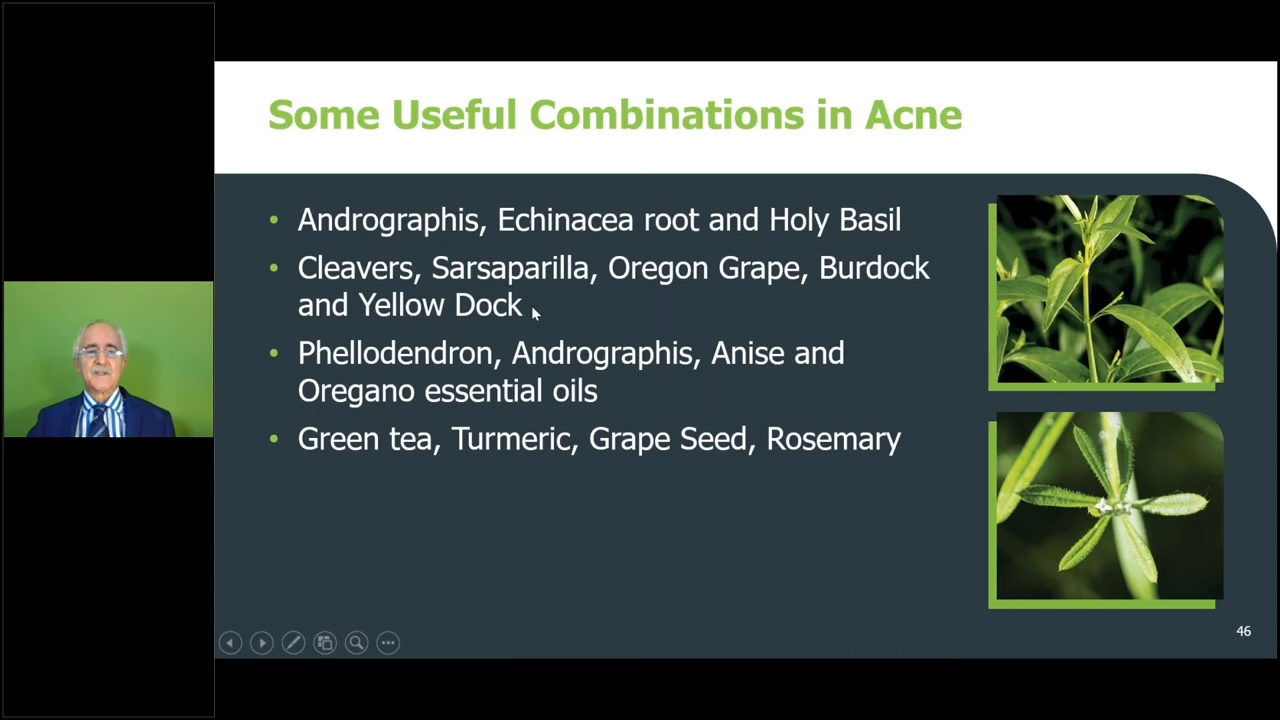 Some Useful Combinations in Acne
• Andrographis, Echinacea root and Holy Basil
• Cleavers, Sarsaparilla, Oregon Grape, Burdock
and Yellow Dock
• Phellodendron, Andrographis, Anise and
Oregano essential oils
• Green tea, Turmeric, Grape Seed, Rosemary
46